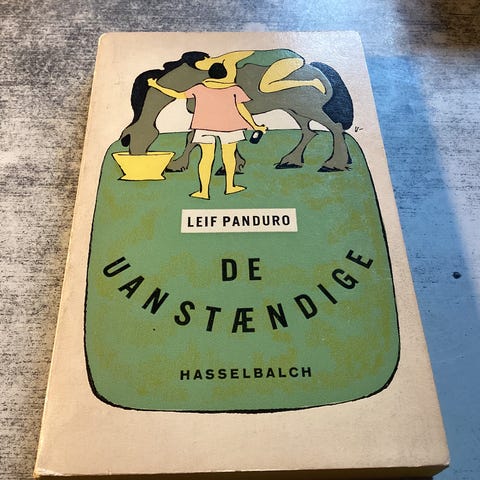 LEIF PANDURO
DE
UANSTÆNDIGE
HASSELBALCH